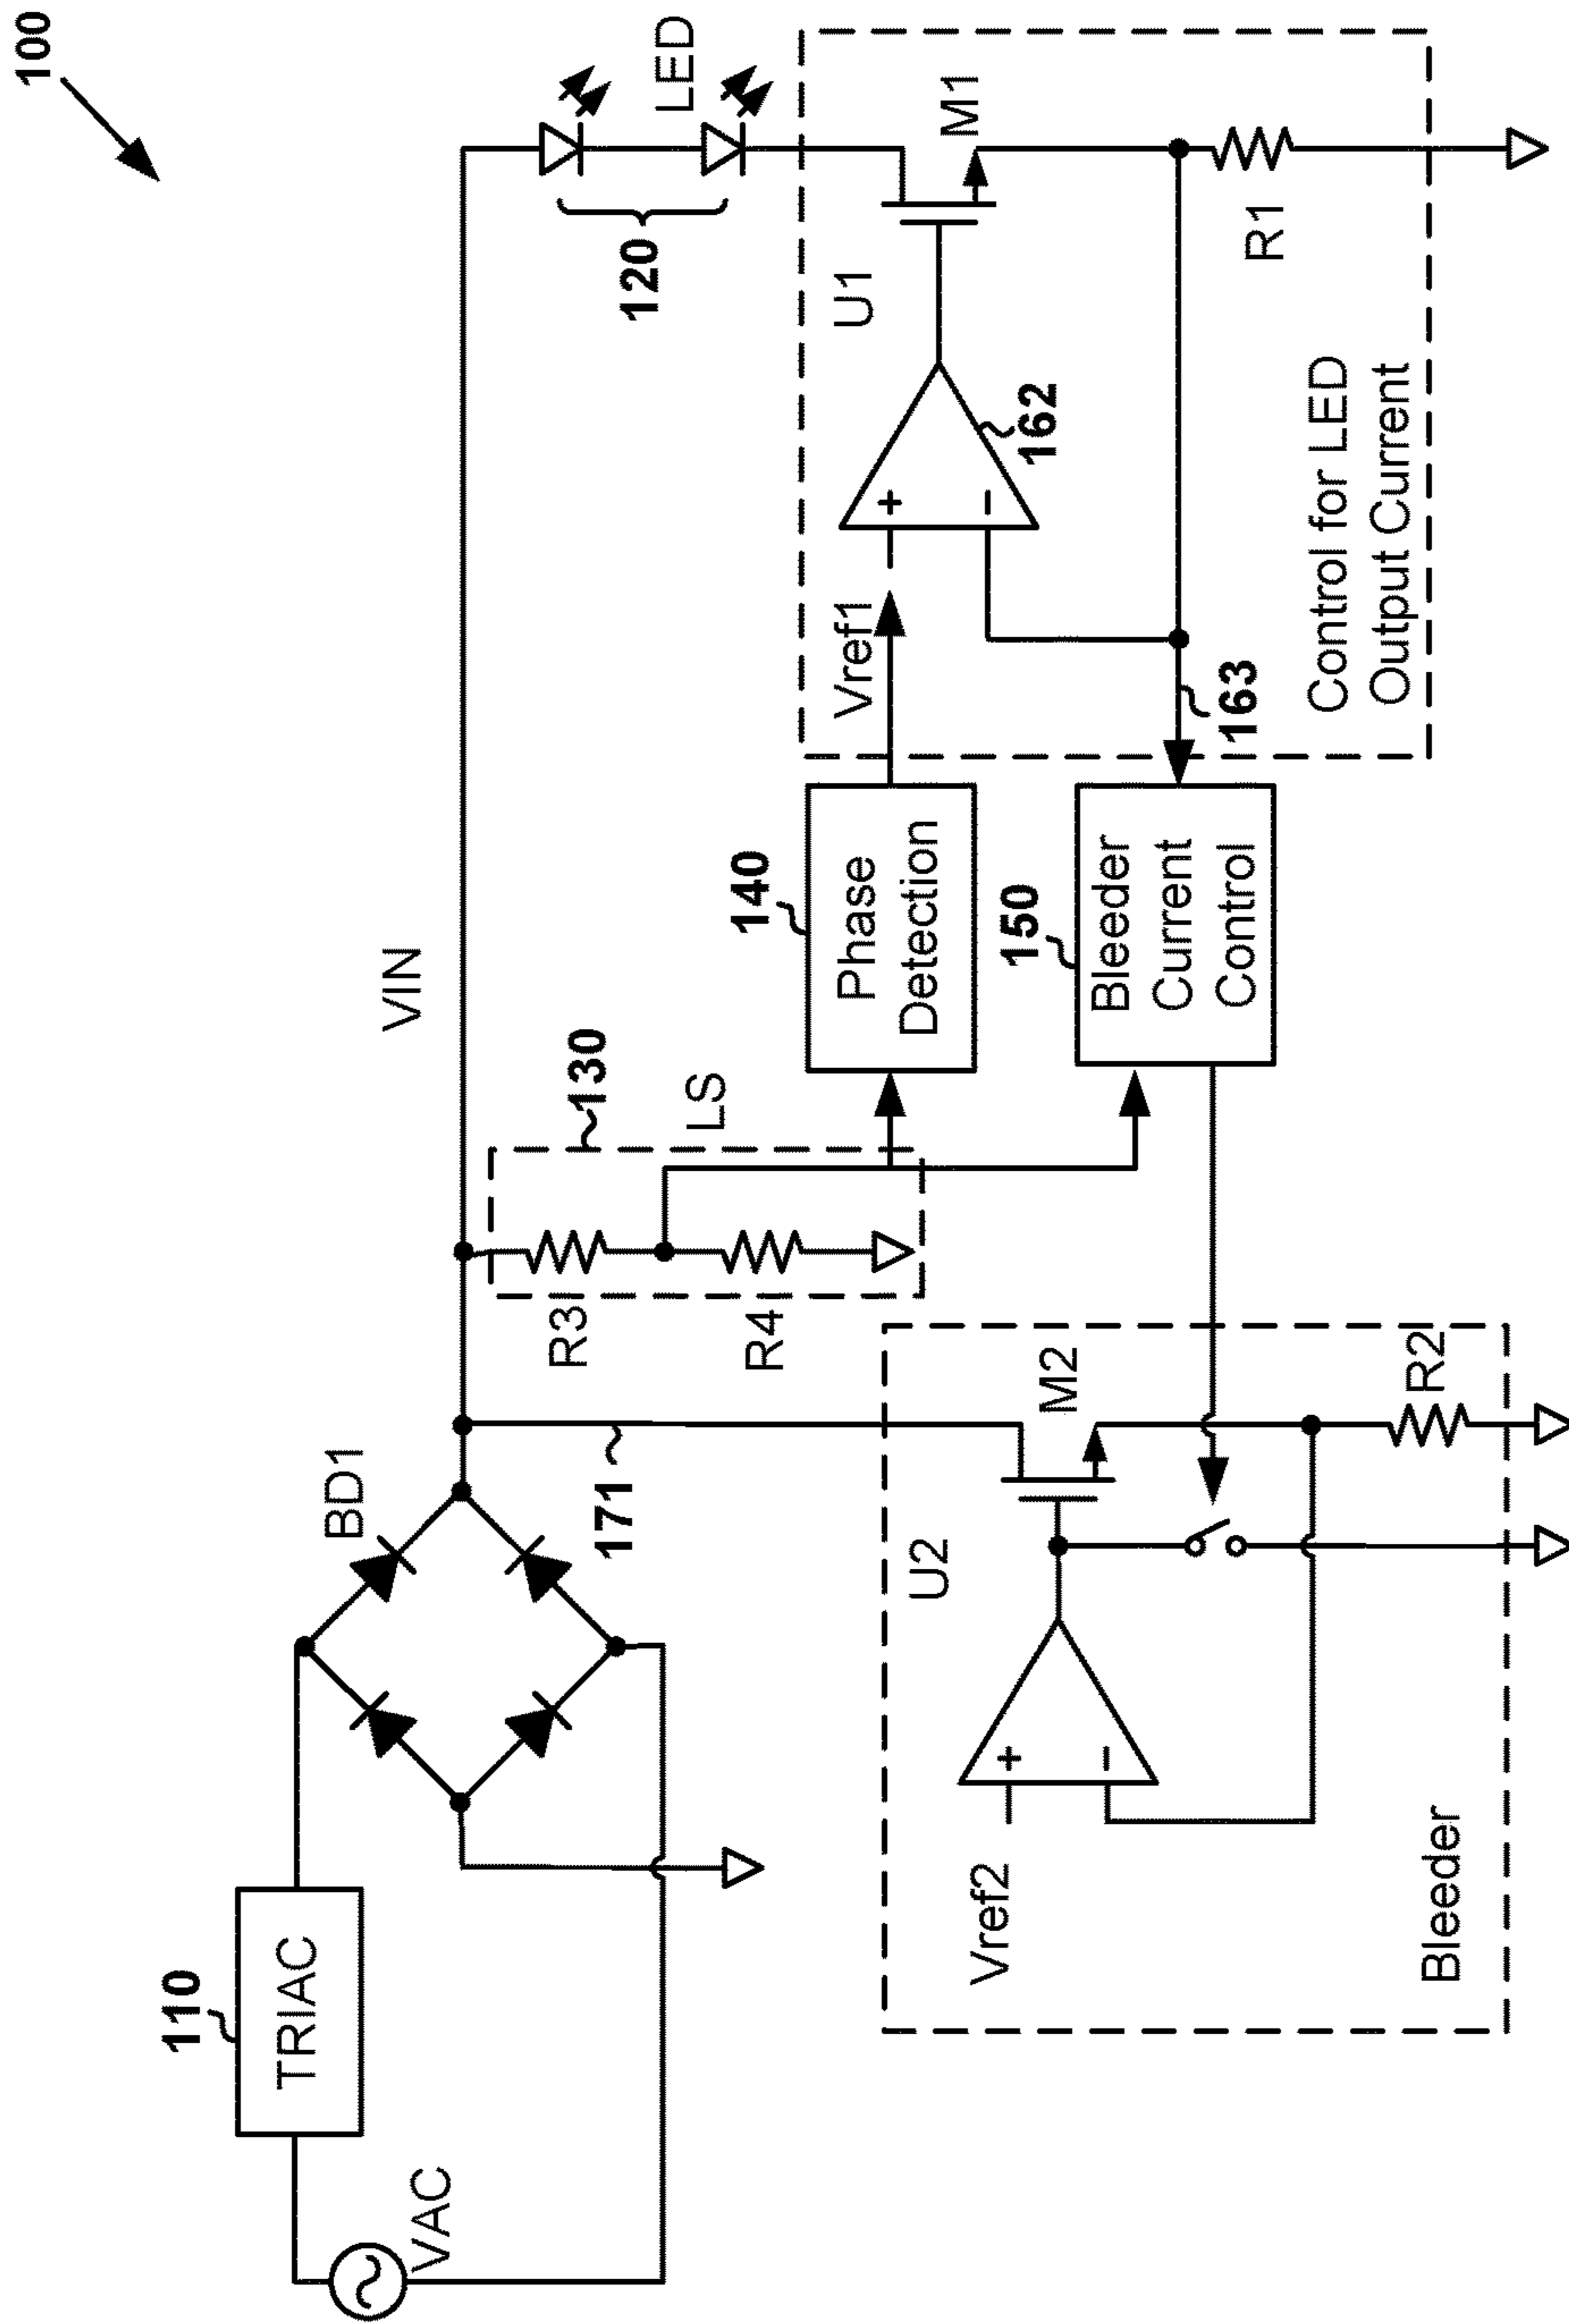 100
110
TRIAC
VAC
BD1
VIN
171
130
R3
R4
LS
120
LED
140
Phase
Detection
150
Bleeder
Current
Control
Vref1
+
-
U1
162
M1
163
R1
Control for LED
Output Current
Vref2
+
-
U2
M2
R2
Bleeder